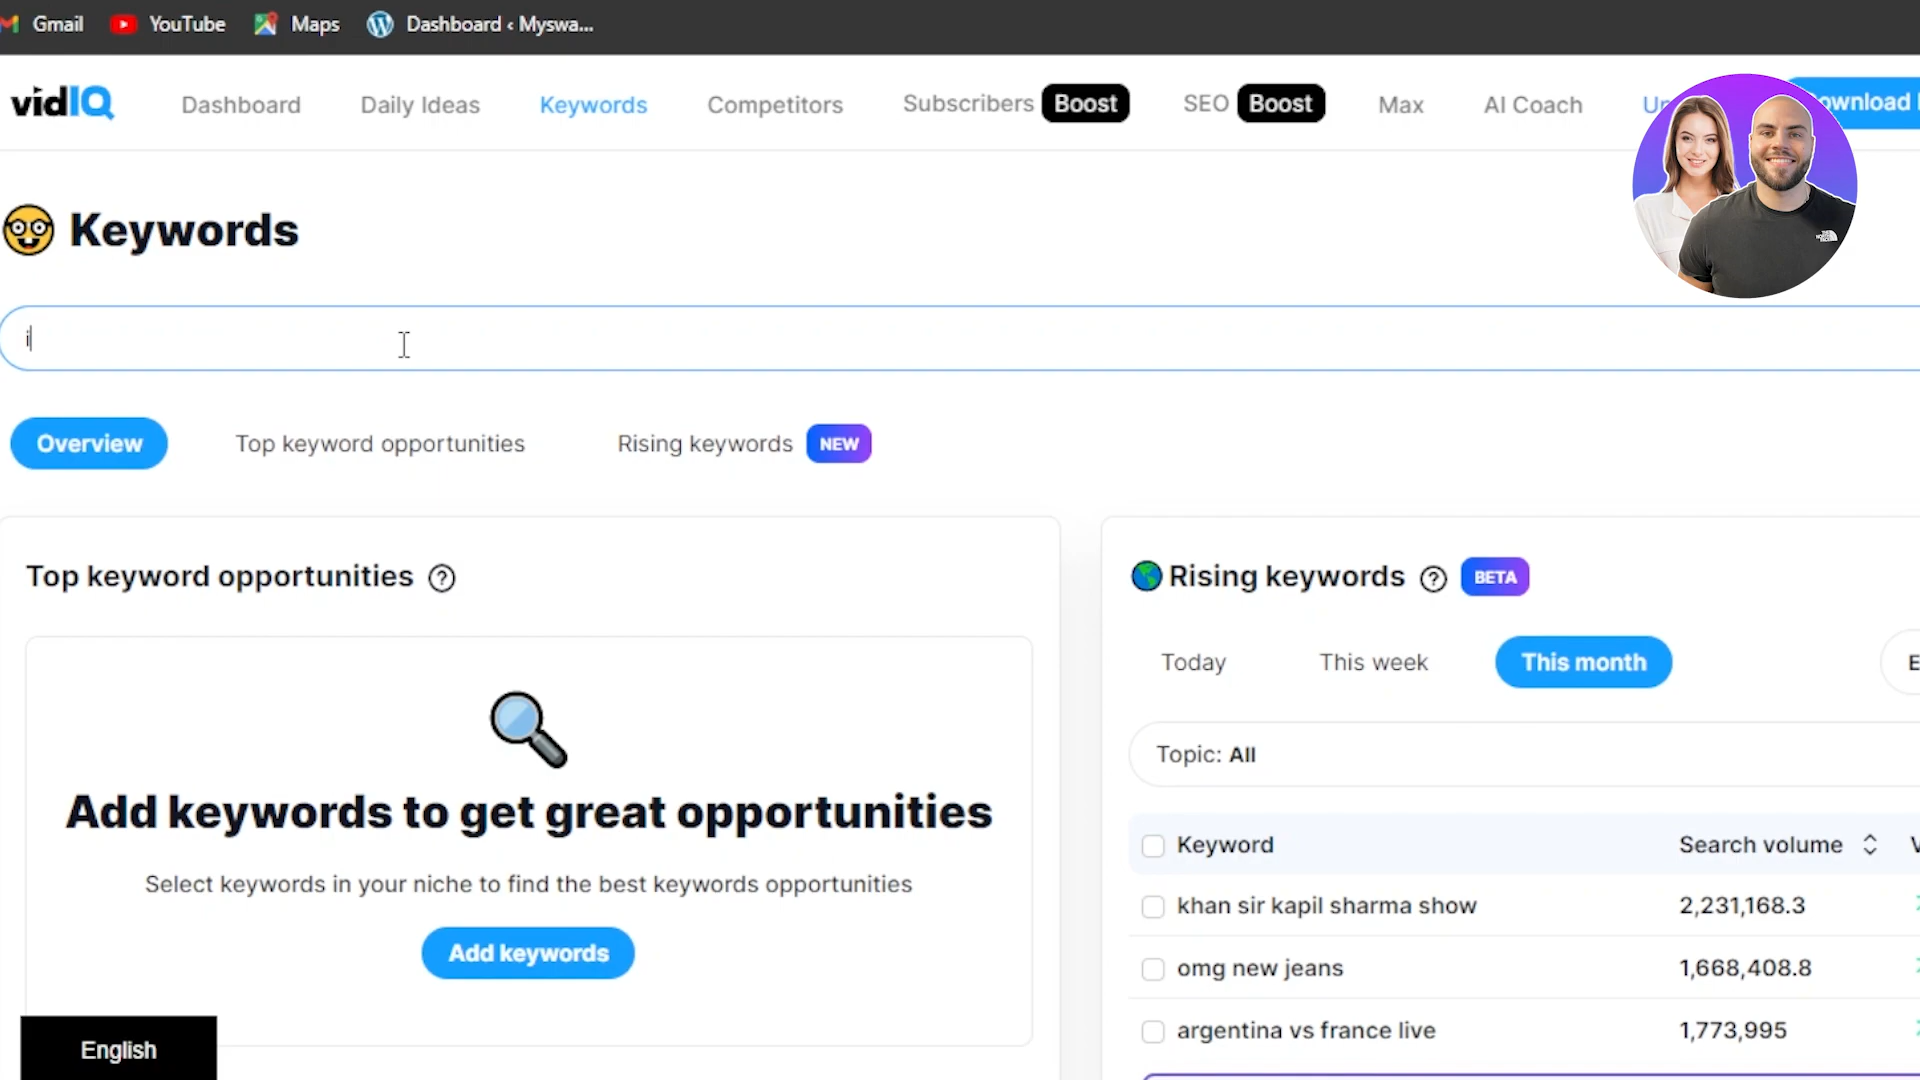 Gmail YouTube Maps Dashboard ‹ Myswa...
vidIQ Dashboard Daily Ideas Keywords Competitors Subscribers Boost SEO Boost Max AI Coach Download
Keywords
i
Overview Top keyword opportunities Rising keywords NEW
Top keyword opportunities ? Rising keywords ? BETA
Today This week This month
Topic: All
Add keywords to get great opportunities
Keyword Search volume
Select keywords in your niche to find the best keywords opportunities
khan sir kapil sharma show 2,231,168.3
Add keywords
omg new jeans 1,668,408.8
argentina vs france live 1,773,995
English